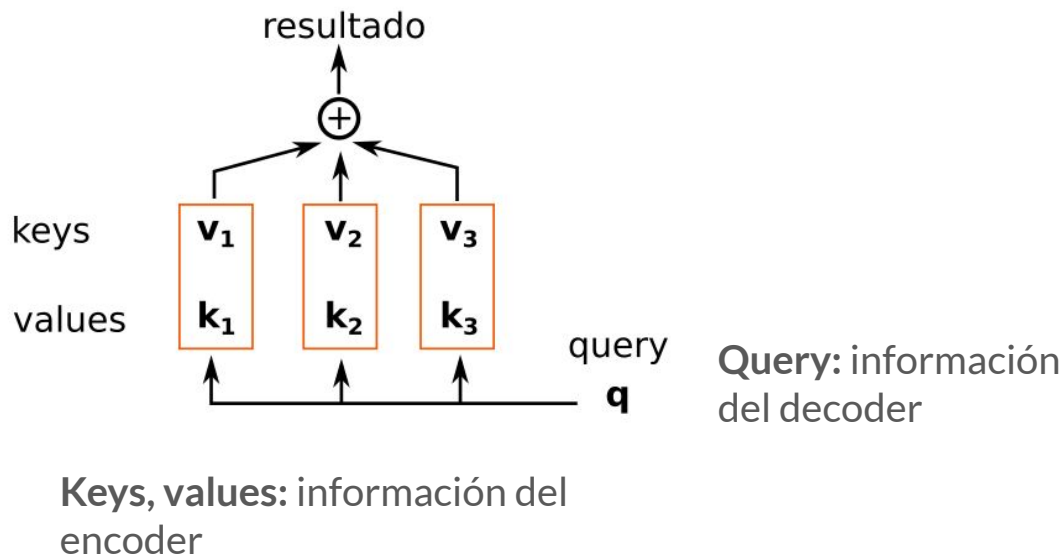 resultado
+
keys v₁ v₂ v₃
values k₁ k₂ k₃
query
q
Query: información
del decoder
Keys, values: información del
encoder